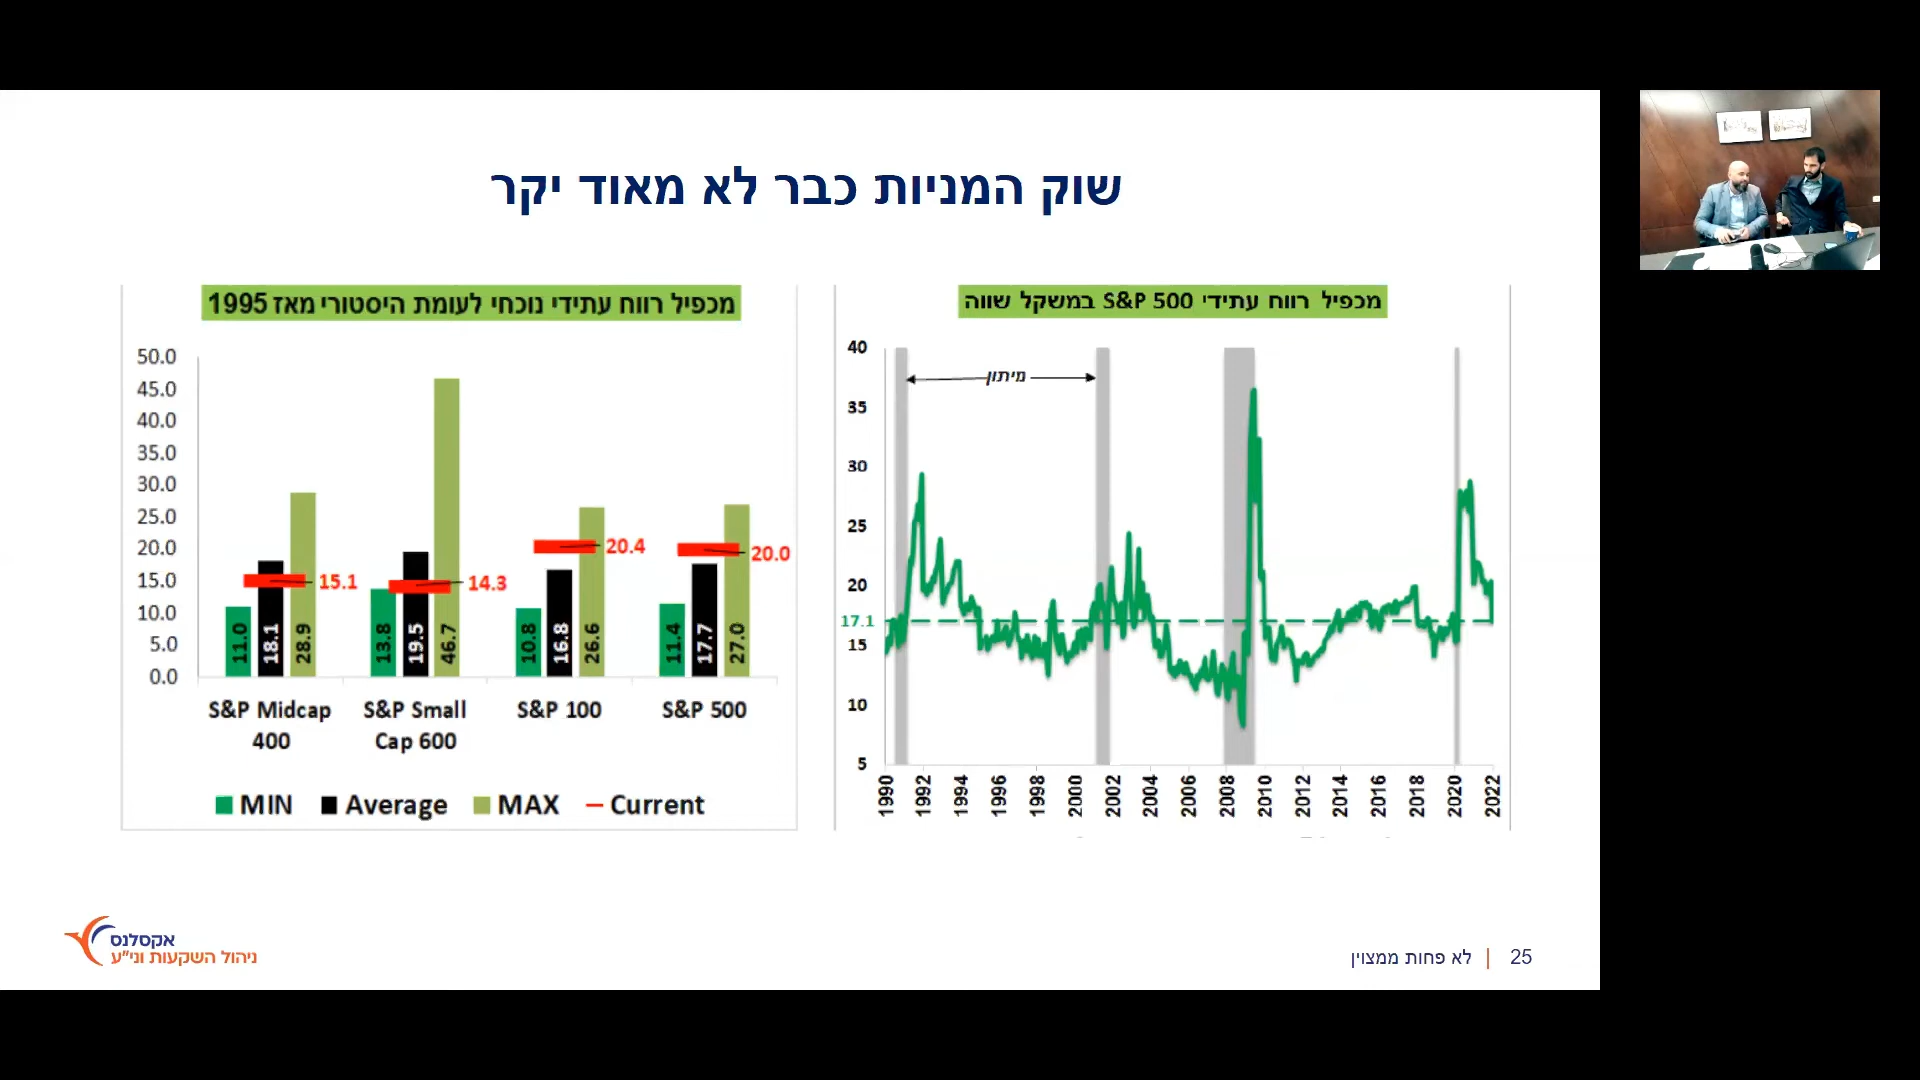 שוק המניות כבר לא מאוד יקר
מכפיל רווח עתידי נוכחי לעומת היסטורי מאז 1995
50.0
45.0
40.0
35.0
30.0
25.0
20.0
15.0
10.0
5.0
0.0
11.0 18.1 28.9 15.1
13.8 19.5 46.7 14.3
10.8 16.8 26.6 20.4
11.4 17.7 27.0 20.0
S&P Midcap 400
S&P Small Cap 600
S&P 100
S&P 500
MIN Average MAX Current
מכפיל רווח עתידי S&P 500 במשקל שווה
מיתון
40
35
30
25
20
17.1
15
10
5
1990 1992 1994 1996 1998 2000 2002 2004 2006 2008 2010 2012 2014 2016 2018 2020 2022
אקסלנס
ניהול השקעות וני"ע
לא פחות ממצוין | 25